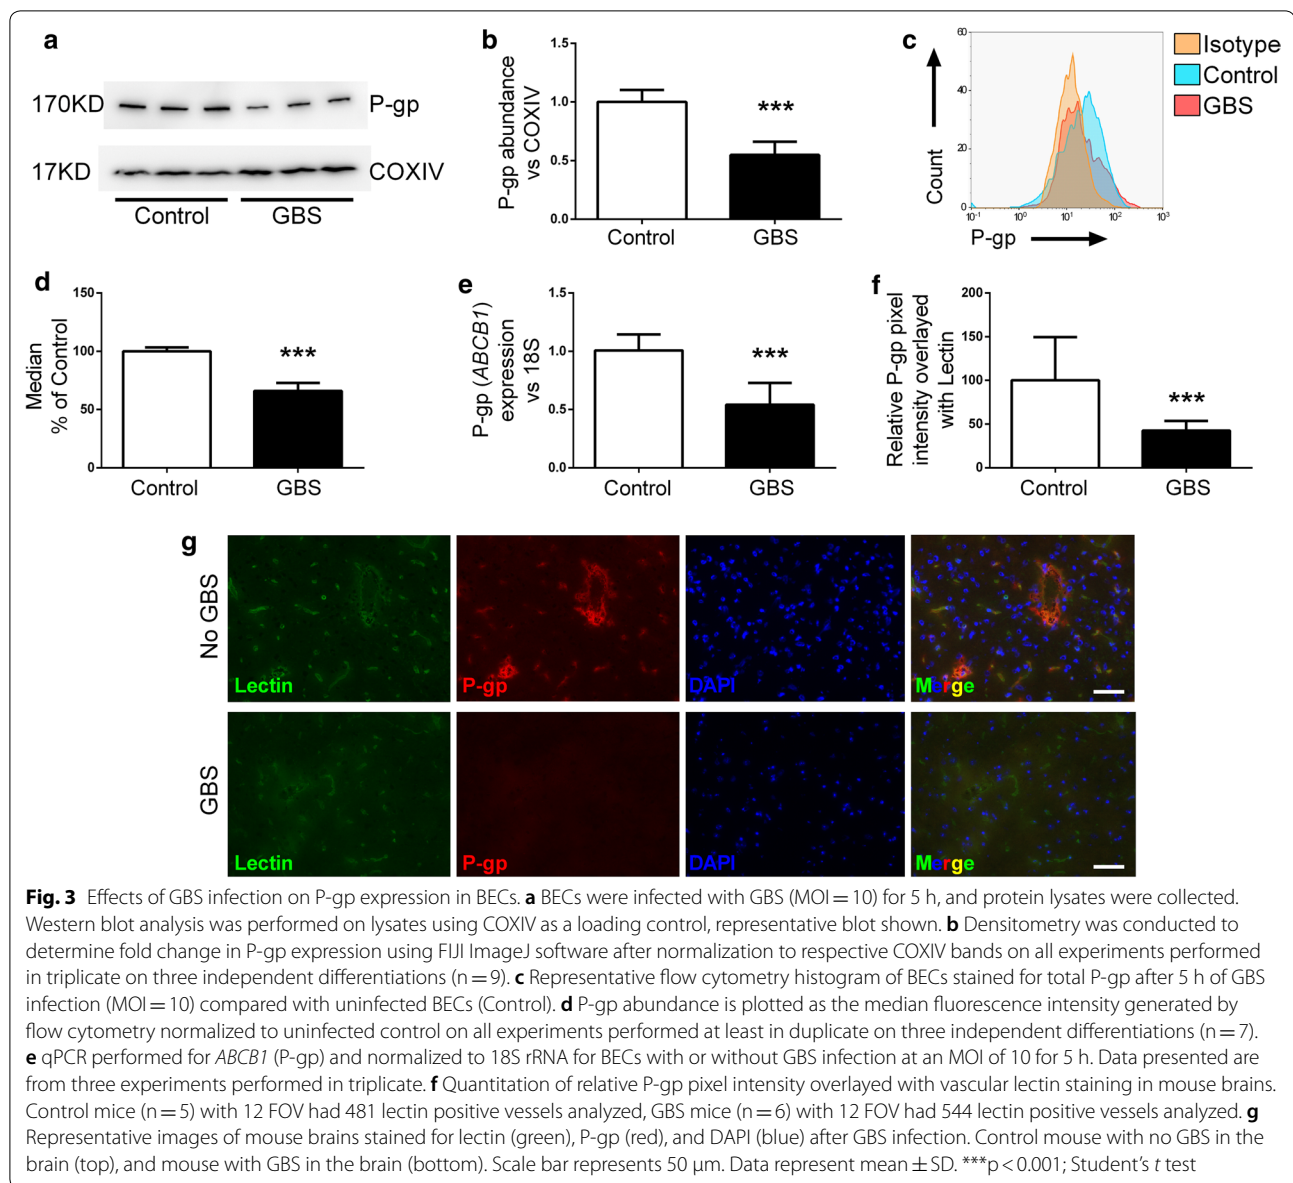 a
170KD
P-gp
17KD
COXIV
Control
GBS
b
P-gp abundance
vs COXIV
1.5
1.0
0.5
0.0
***
Control
GBS
c
Count
60
40
20
0
10⁻¹
10⁰
10¹
10²
10³
P-gp
Isotype
Control
GBS
d
Median
% of Control
150
100
50
0
***
Control
GBS
e
P-gp (ABCB1)
expression
vs 18S
1.5
1.0
0.5
0.0
***
Control
GBS
f
Relative P-gp pixel
intensity overlayed
with Lectin
200
150
100
50
0
***
Control
GBS
g
No GBS
Lectin
P-gp
DAPI
Merge
GBS
Lectin
P-gp
DAPI
Merge
Fig. 3 Effects of GBS infection on P-gp expression in BECs. a BECs were infected with GBS (MOI = 10) for 5 h, and protein lysates were collected.
Western blot analysis was performed on lysates using COXIV as a loading control, representative blot shown. b Densitometry was conducted to
determine fold change in P-gp expression using FIJI ImageJ software after normalization to respective COXIV bands on all experiments performed
in triplicate on three independent differentiations (n = 9). c Representative flow cytometry histogram of BECs stained for total P-gp after 5 h of GBS
infection (MOI = 10) compared with uninfected BECs (Control). d P-gp abundance is plotted as the median fluorescence intensity generated by
flow cytometry normalized to uninfected control on all experiments performed at least in duplicate on three independent differentiations (n = 7).
e qPCR performed for ABCB1 (P-gp) and normalized to 18S rRNA for BECs with or without GBS infection at an MOI of 10 for 5 h. Data presented are
from three experiments performed in triplicate. f Quantitation of relative P-gp pixel intensity overlayed with vascular lectin staining in mouse brains.
Control mice (n = 5) with 12 FOV had 481 lectin positive vessels analyzed, GBS mice (n = 6) with 12 FOV had 544 lectin positive vessels analyzed. g
Representative images of mouse brains stained for lectin (green), P-gp (red), and DAPI (blue) after GBS infection. Control mouse with no GBS in the
brain (top), and mouse with GBS in the brain (bottom). Scale bar represents 50 μm. Data represent mean ± SD. ***p < 0.001; Student's t test